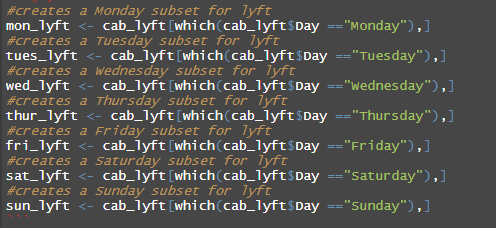 #creates a Monday subset for lyft
mon_lyft <- cab_lyft[which(cab_lyft$Day =="Monday"),]
#creates a Tuesday subset for lyft
tues_lyft <- cab_lyft[which(cab_lyft$Day =="Tuesday"),]
#creates a Wednesday subset for lyft
wed_lyft <- cab_lyft[which(cab_lyft$Day =="Wednesday"),]
#creates a Thursday subset for lyft
thur_lyft <- cab_lyft[which(cab_lyft$Day =="Thursday"),]
#creates a Friday subset for lyft
fri_lyft <- cab_lyft[which(cab_lyft$Day =="Friday"),]
#creates a Saturday subset for lyft
sat_lyft <- cab_lyft[which(cab_lyft$Day =="Saturday"),]
#creates a Sunday subset for lyft
sun_lyft <- cab_lyft[which(cab_lyft$Day =="Sunday"),]
```